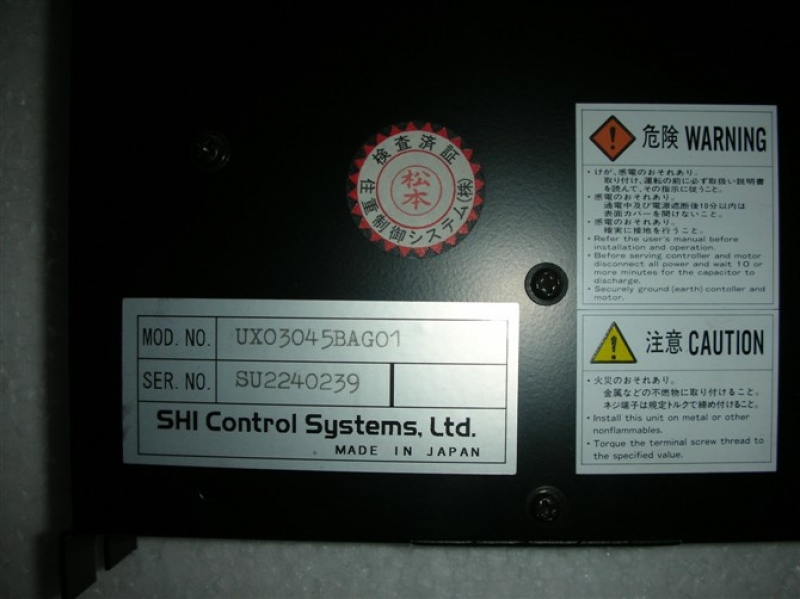 検査済証
松本
住重制御システム(株)
危険 WARNING
・けが、感電のおそれあり。
取り付け、運転の前に必ず取扱い説明書
を読んで、その指示に従うこと。
・感電のおそれあり。
通電中及び電源遮断後10分以内は
表面カバーを開けないこと。
・感電のおそれあり。
確実に接地を行うこと。
・Refer the user's manual before
installation and operation.
・Before serving controller and motor
disconnect all power and wait 10 or
more minutes for the capacitor to
discharge.
・Securely ground (earth) contoller and
motor.
注意 CAUTION
・火災のおそれあり。
金属などの不燃物に取り付けること。
ネジ端子は規定トルクで締め付けること。
・Install this unit on metal or other
nonflammables.
・Torque the terminal screw thread to
the specified value.
MOD. NO. UX03045BAG01
SER. NO. SU2240239
SHI Control Systems, Ltd.
MADE IN JAPAN